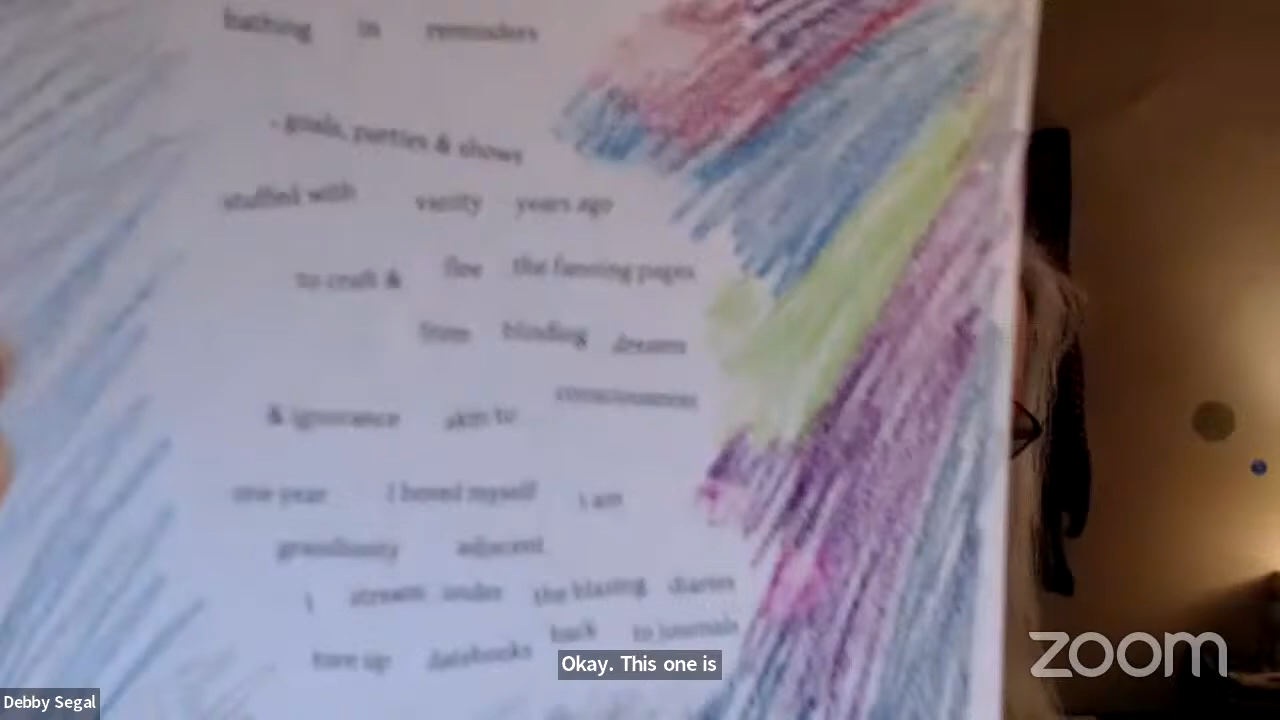 bathing in reminders
- goals, parties & shows
stuffed with vanity years ago
to craft & flee the fanning pages
from blinding dreams
consciousness
& ignorance akin to
one year I boxed myself i am
grandiosity adjacent
I stream under the blazing diaries
back to journals
tore up datebooks
Okay. This one is
zoom
Debby Segal